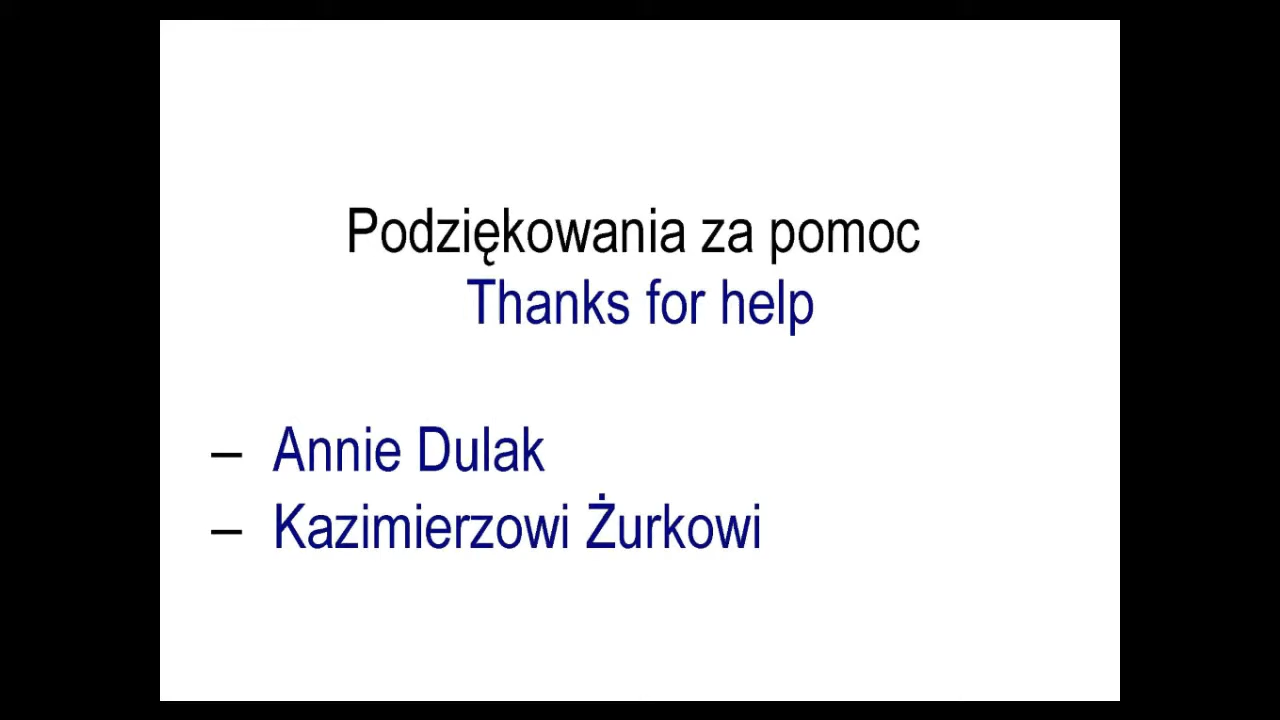 Podziękowania za pomoc
Thanks for help
– Annie Dulak
– Kazimierzowi Żurkowi